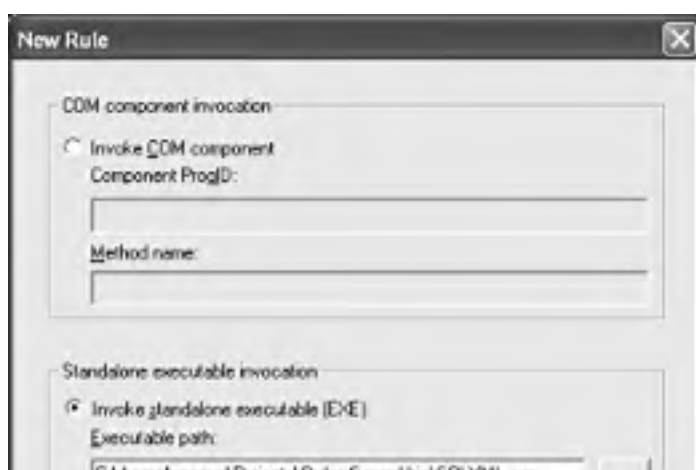 New Rule
COM component invocation
Invoke COM component
Component ProgID:
Method name:
Standalone executable invocation
Invoke standalone executable (EXE)
Executable path: